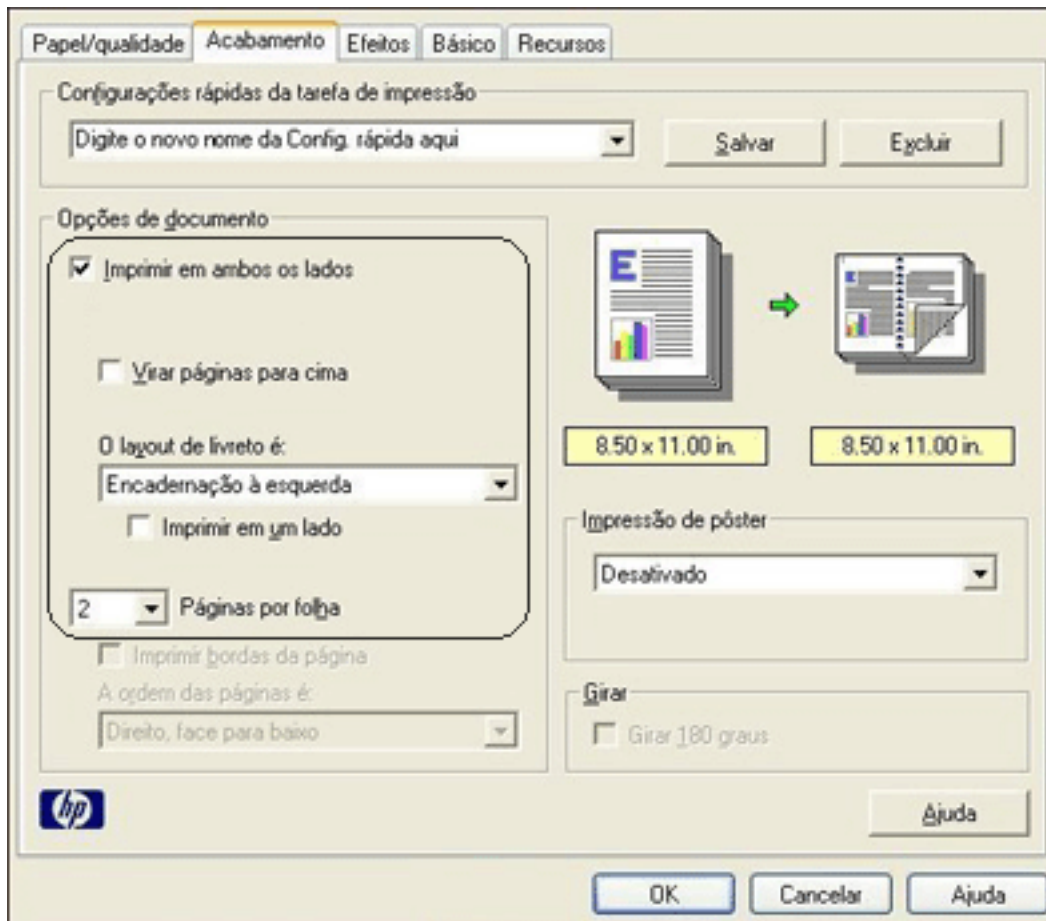 Papel/qualidade Acabamento Efeitos Básico Recursos
Configurações rápidas da tarefa de impressão
Digite o novo nome da Config. rápida aqui Salvar Excluir
Opções de documento
Imprimir em ambos os lados
Virar páginas para cima
O layout de livreto é:
Encadernação à esquerda
Imprimir em um lado
2 Páginas por folha
Imprimir bordas da página
A ordem das páginas é:
Direito, face para baixo
E
8.50 x 11.00 in. 8.50 x 11.00 in.
Impressão de pôster
Desativado
Girar
Girar 180 graus
hp
Ajuda
OK Cancelar Ajuda